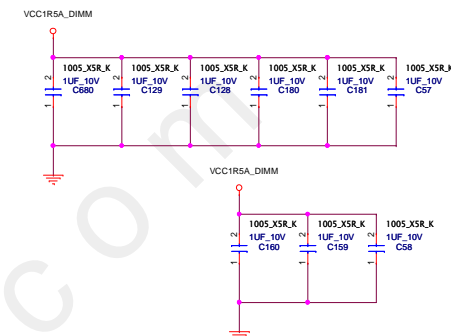 VCC1R5A_DIMM
1005_X5R_K 1005_X5R_K 1005_X5R_K 1005_X5R_K 1005_X5R_K 1005_X5R_K
2 1UF_10V 2 1UF_10V 2 1UF_10V 2 1UF_10V 2 1UF_10V 2 1UF_10V
C680 C129 C128 C180 C181 C57
1 1 1 1 1 1
VCC1R5A_DIMM
1005_X5R_K 1005_X5R_K 1005_X5R_K
2 1UF_10V 2 1UF_10V 2 1UF_10V
C160 C159 C58
1 1 1
com